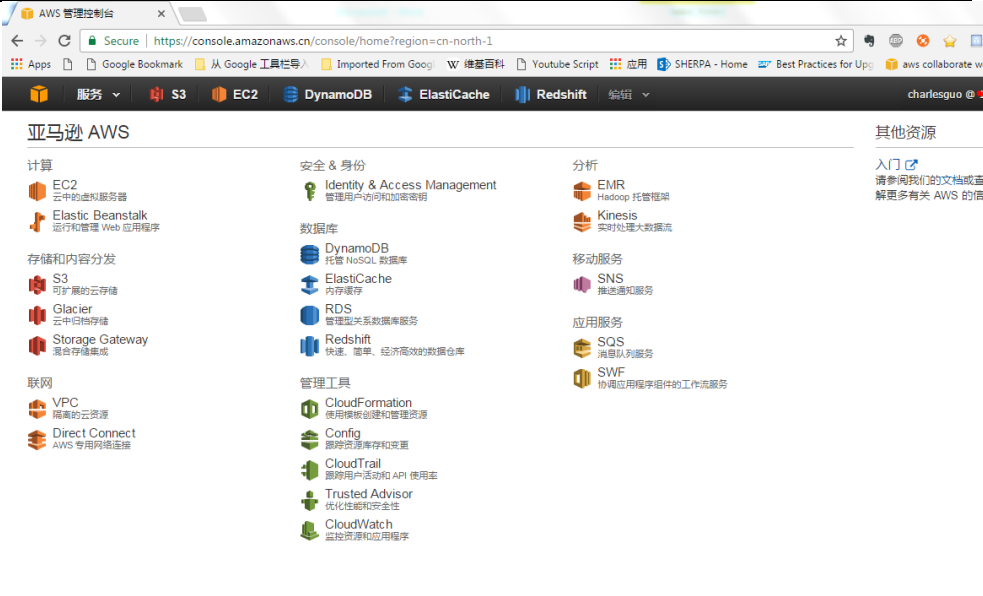 AWS 管理控制台
Secure
https://console.amazonaws.cn/console/home?region=cn-north-1
Apps
Google Bookmark
从 Google 工具栏导入
Imported From Googl
维基百科
Youtube Script
应用
SHERPA - Home
Best Practices for Upg
aws collaborate w
服务
S3
EC2
DynamoDB
ElastiCache
Redshift
编辑
charlesguo @
亚马逊 AWS
计算
EC2
云中的虚拟服务器
Elastic Beanstalk
运行和管理 Web 应用程序
存储和内容分发
S3
可扩展的云存储
Glacier
云中归档存储
Storage Gateway
混合存储集成
联网
VPC
隔离的云资源
Direct Connect
AWS 专用网络连接
安全 & 身份
Identity & Access Management
管理用户访问和加密密钥
数据库
DynamoDB
托管 NoSQL 数据库
ElastiCache
内存缓存
RDS
管理型关系数据库服务
Redshift
快速、简单、经济高效的数据仓库
管理工具
CloudFormation
使用模板创建和管理资源
Config
跟踪资源库存和变更
CloudTrail
跟踪用户活动和 API 使用率
Trusted Advisor
优化性能和安全性
CloudWatch
监控资源和应用程序
分析
EMR
Hadoop 托管框架
Kinesis
实时处理大数据流
移动服务
SNS
推送通知服务
应用服务
SQS
消息队列服务
SWF
协调应用程序组件的工作流服务
其他资源
入门
请参阅我们的文档或查
解更多有关 AWS 的信